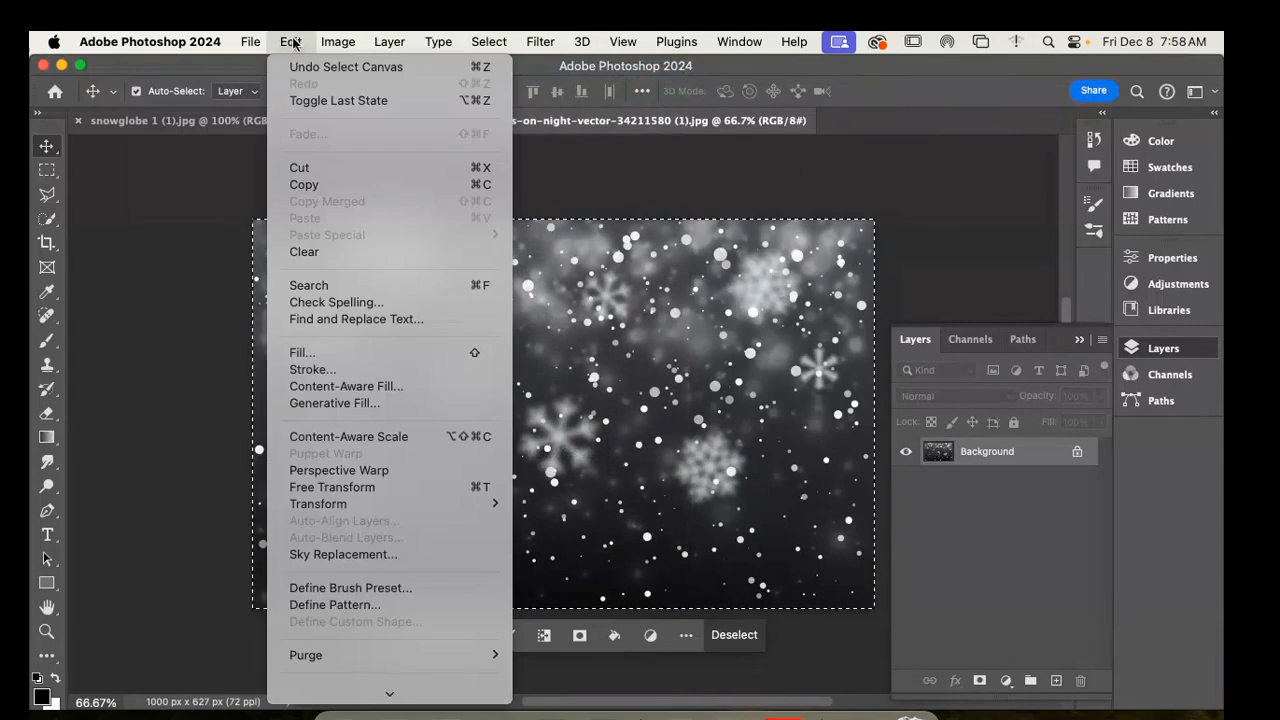 Adobe Photoshop 2024 File Edit Image Layer Type Select Filter 3D View Plugins Window Help Fri Dec 8 7:58 AM
Adobe Photoshop 2024
Auto-Select: Layer 3D Mode: Share
snowglobe 1 (1).jpg @ 100% (RGB s-on-night-vector-34211580 (1).jpg @ 66.7% (RGB/8#)
Undo Select Canvas ⌘Z
Redo ⇧⌘Z
Toggle Last State ⌥⌘Z
Fade... ⇧⌘F
Cut ⌘X
Copy ⌘C
Copy Merged ⇧⌘C
Paste ⌘V
Paste Special
Clear
Search ⌘F
Check Spelling...
Find and Replace Text...
Fill... ⇧
Stroke...
Content-Aware Fill...
Generative Fill...
Content-Aware Scale ⌥⇧⌘C
Puppet Warp
Perspective Warp
Free Transform ⌘T
Transform
Auto-Align Layers...
Auto-Blend Layers...
Sky Replacement...
Define Brush Preset...
Define Pattern...
Define Custom Shape...
Purge
Deselect
Color
Swatches
Gradients
Patterns
Properties
Adjustments
Libraries
Layers
Channels
Paths
Layers Channels Paths
Kind
Normal Opacity: 100%
Lock: Fill: 100%
Background
66.67% 1000 px x 627 px (72 ppi)